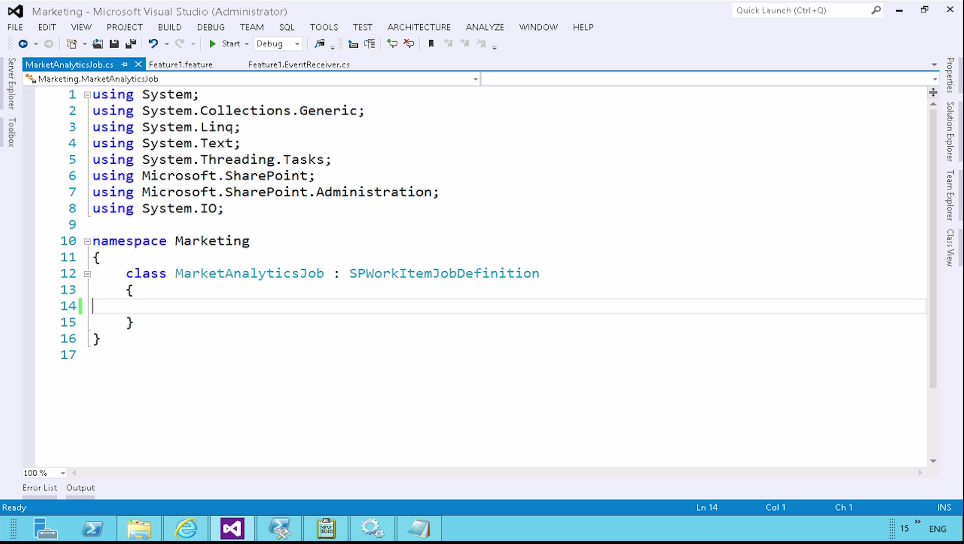 Marketing - Microsoft Visual Studio (Administrator)
Quick Launch (Ctrl+Q)
FILE EDIT VIEW PROJECT BUILD DEBUG TEAM SQL TOOLS TEST ARCHITECTURE ANALYZE WINDOW HELP
Start Debug
MarketAnalyticsJob.cs Feature1.feature Feature1.EventReceiver.cs
Marketing.MarketAnalyticsJob
Server Explorer
Toolbox
1 using System;
2 using System.Collections.Generic;
3 using System.Linq;
4 using System.Text;
5 using System.Threading.Tasks;
6 using Microsoft.SharePoint;
7 using Microsoft.SharePoint.Administration;
8 using System.IO;
9
10 namespace Marketing
11 {
12 class MarketAnalyticsJob : SPWorkItemJobDefinition
13 {
14
15 }
16 }
17
Properties
Solution Explorer
Team Explorer
Class View
100 %
Error List Output
Ready Ln 14 Col 1 Ch 1 INS
15 ENG